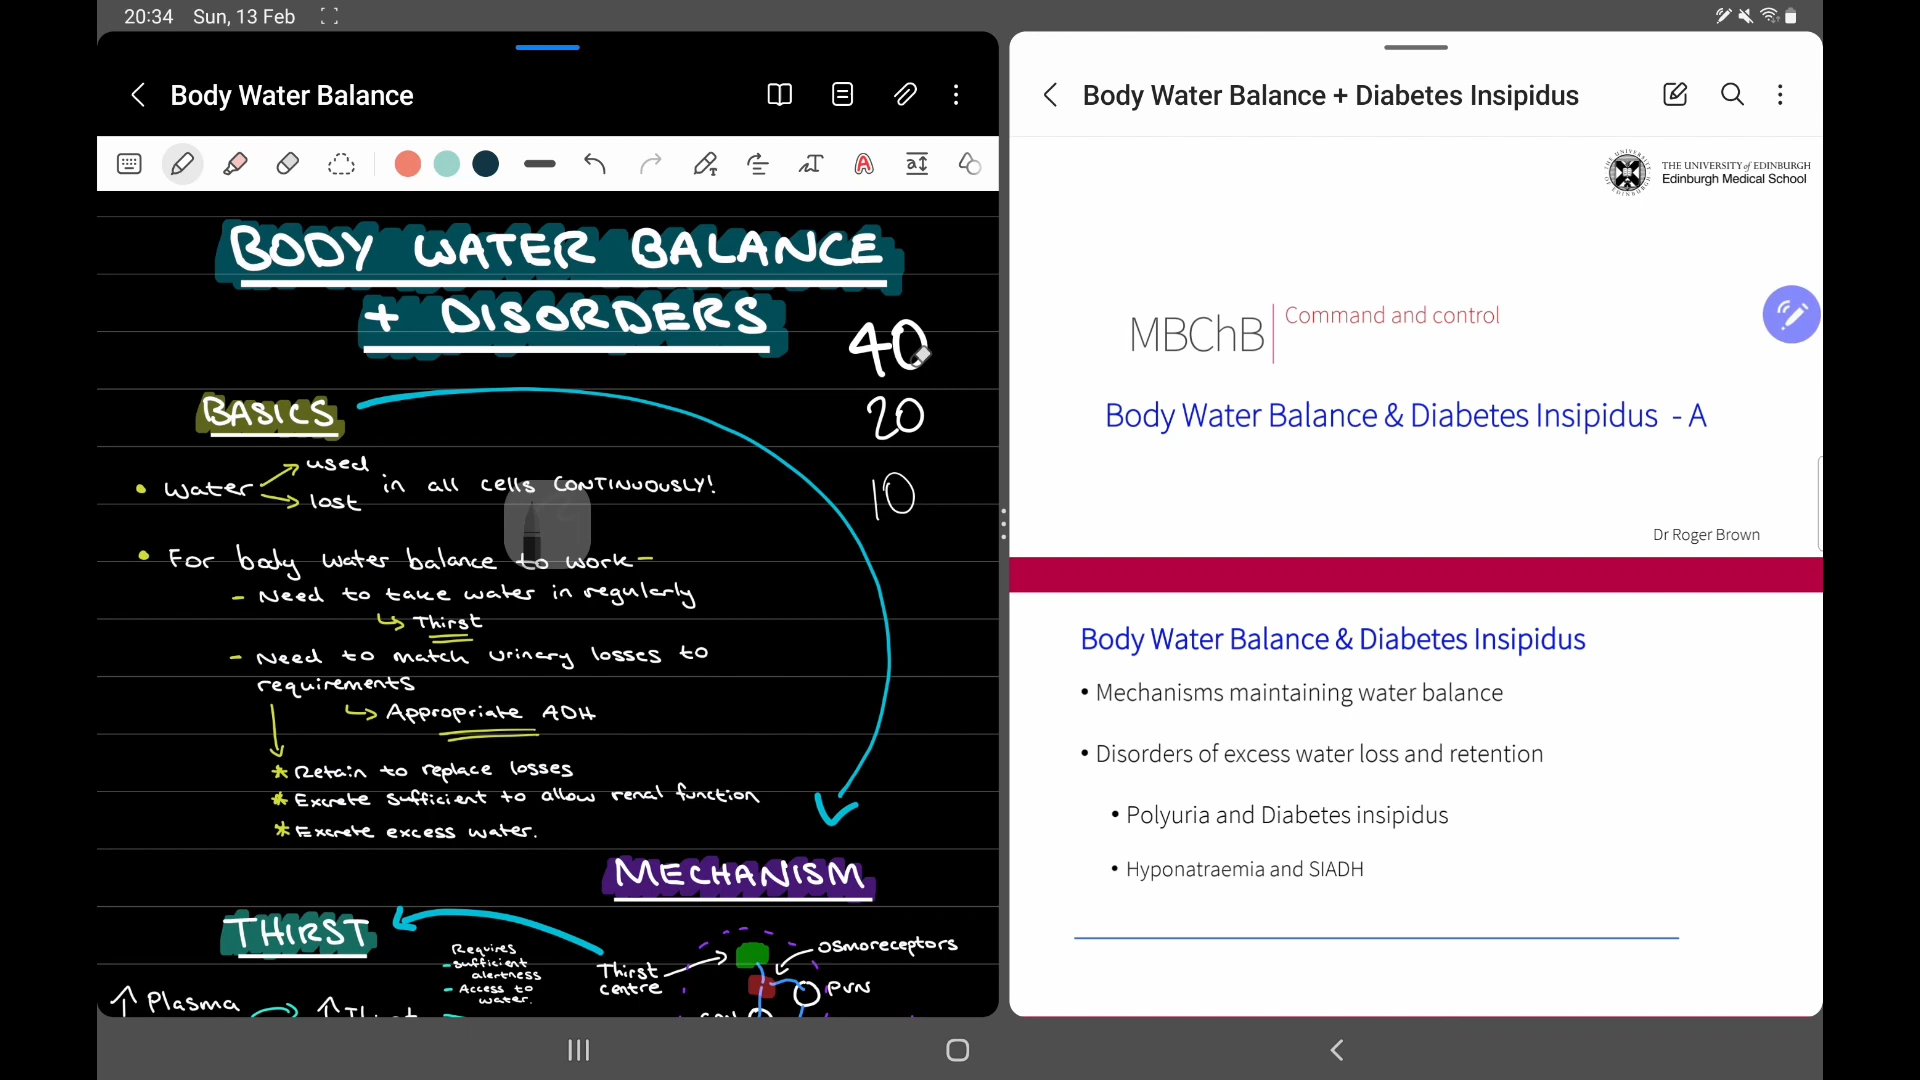 20:34 Sun, 13 Feb
Body Water Balance
BODY WATER BALANCE
+ DISORDERS
40
20
10
BASICS
• Water used
lost
in all cells CONTINUOUSLY!
• For body water balance to work-
- Need to take water in regularly
Thirst
- Need to match urinary losses to
requirements
Appropriate ADH
* Retain to replace losses
* Excrete sufficient to allow renal function
* Excrete excess water.
MECHANISM
THIRST
Requires
- sufficient
alertness
- Access to
water.
Thirst
centre
osmoreceptors
PVN
SON
↑ Plasma
↑ Thirst
Body Water Balance + Diabetes Insipidus
THE UNIVERSITY of EDINBURGH
Edinburgh Medical School
MBChB
Command and control
Body Water Balance & Diabetes Insipidus - A
Dr Roger Brown
Body Water Balance & Diabetes Insipidus
• Mechanisms maintaining water balance
• Disorders of excess water loss and retention
• Polyuria and Diabetes insipidus
• Hyponatraemia and SIADH